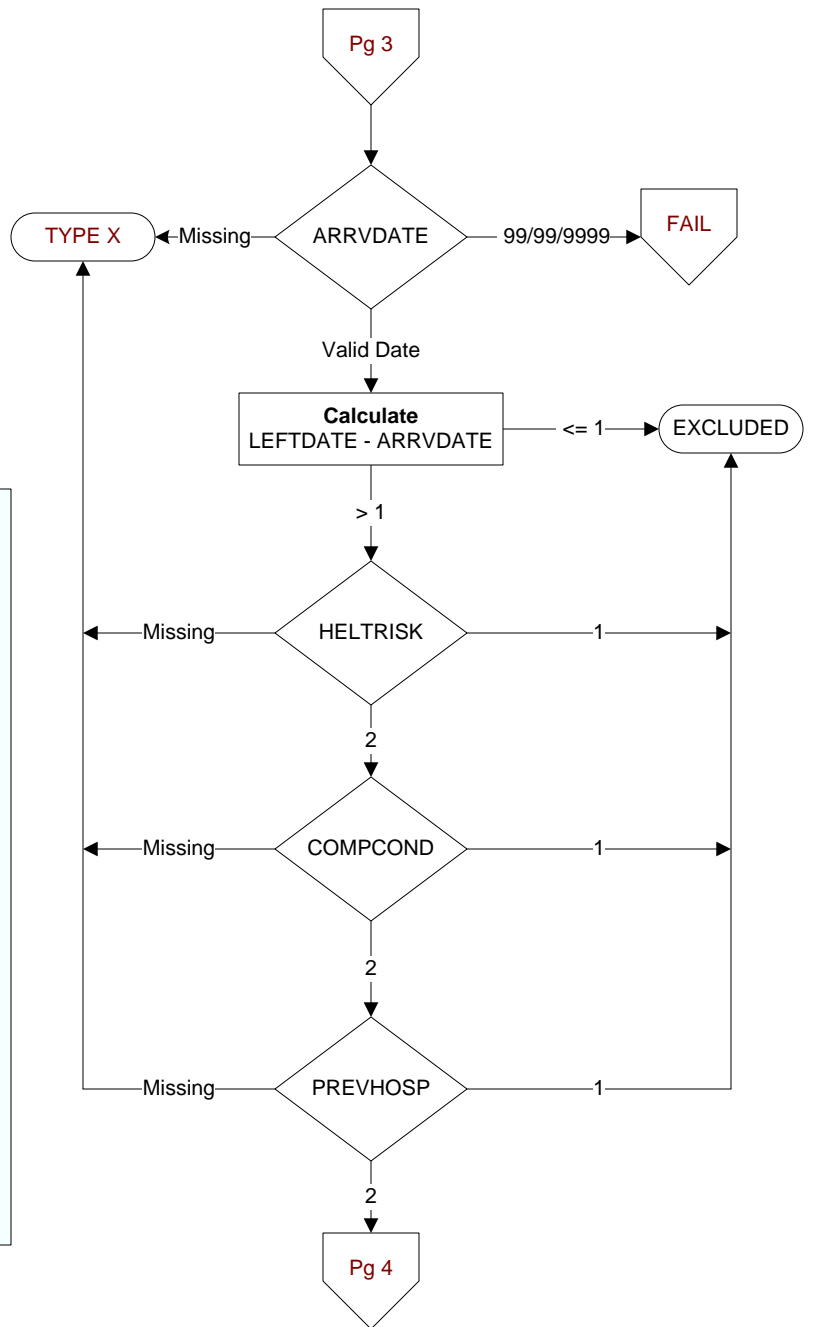 Pg 3
ARRVDATE
TYPE X
Missing
99/99/9999
FAIL
Valid Date
Calculate
LEFTDATE - ARRVDATE
<= 1
EXCLUDED
> 1
Missing
HELTRISK
1
2
Missing
COMPCOND
1
2
Missing
PREVHOSP
1
2
Pg 4